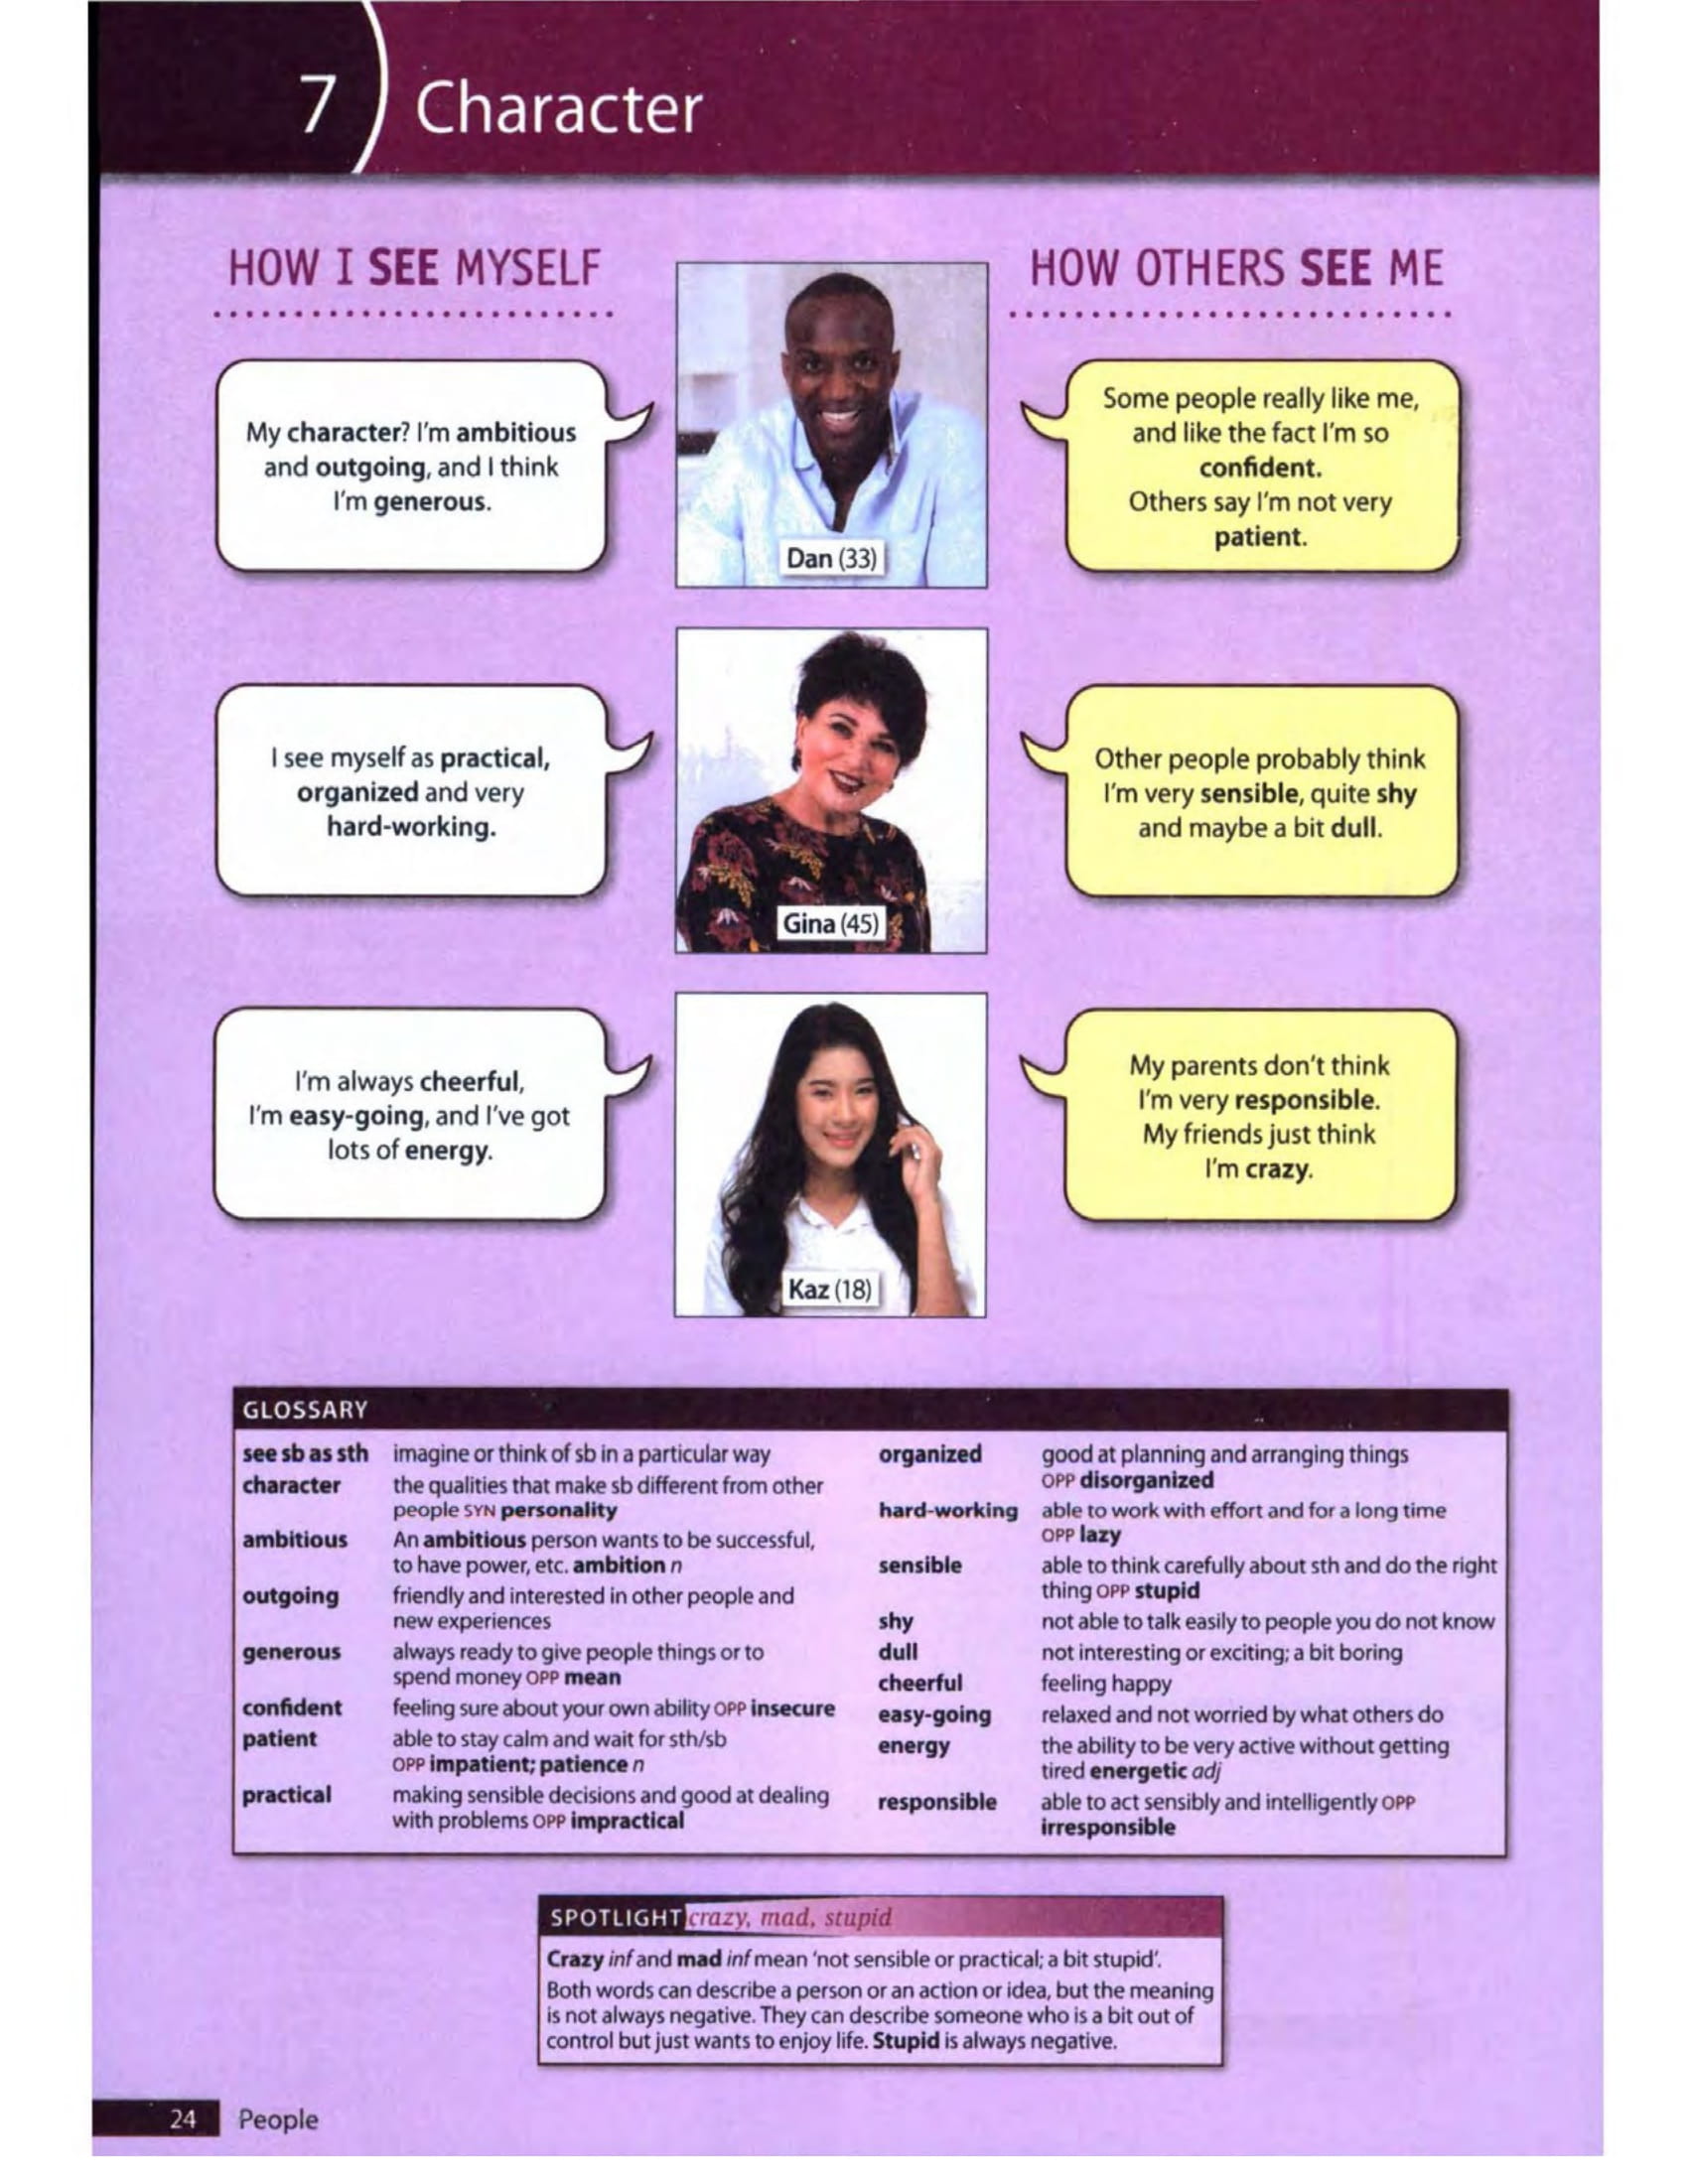 7 Character
HOW I SEE MYSELF
HOW OTHERS SEE ME
My character? I'm ambitious
and outgoing, and I think
I'm generous.
Dan (33)
Some people really like me,
and like the fact I'm so
confident.
Others say I'm not very
patient.
I see myself as practical,
organized and very
hard-working.
Gina (45)
Other people probably think
I'm very sensible, quite shy
and maybe a bit dull.
I'm always cheerful,
I'm easy-going, and I've got
lots of energy.
Kaz (18)
My parents don't think
I'm very responsible.
My friends just think
I'm crazy.
GLOSSARY
see sb as sth imagine or think of sb in a particular way
character the qualities that make sb different from other
people SYN personality
ambitious An ambitious person wants to be successful,
to have power, etc. ambition n
outgoing friendly and interested in other people and
new experiences
generous always ready to give people things or to
spend money OPP mean
confident feeling sure about your own ability OPP insecure
patient able to stay calm and wait for sth/sb
OPP impatient; patience n
practical making sensible decisions and good at dealing
with problems OPP impractical
organized good at planning and arranging things
OPP disorganized
hard-working able to work with effort and for a long time
OPP lazy
sensible able to think carefully about sth and do the right
thing OPP stupid
shy not able to talk easily to people you do not know
dull not interesting or exciting; a bit boring
cheerful feeling happy
easy-going relaxed and not worried by what others do
energy the ability to be very active without getting
tired energetic adj
responsible able to act sensibly and intelligently OPP
irresponsible
SPOTLIGHT crazy, mad, stupid
Crazy inf and mad inf mean 'not sensible or practical; a bit stupid'.
Both words can describe a person or an action or idea, but the meaning
is not always negative. They can describe someone who is a bit out of
control but just wants to enjoy life. Stupid is always negative.
24 People